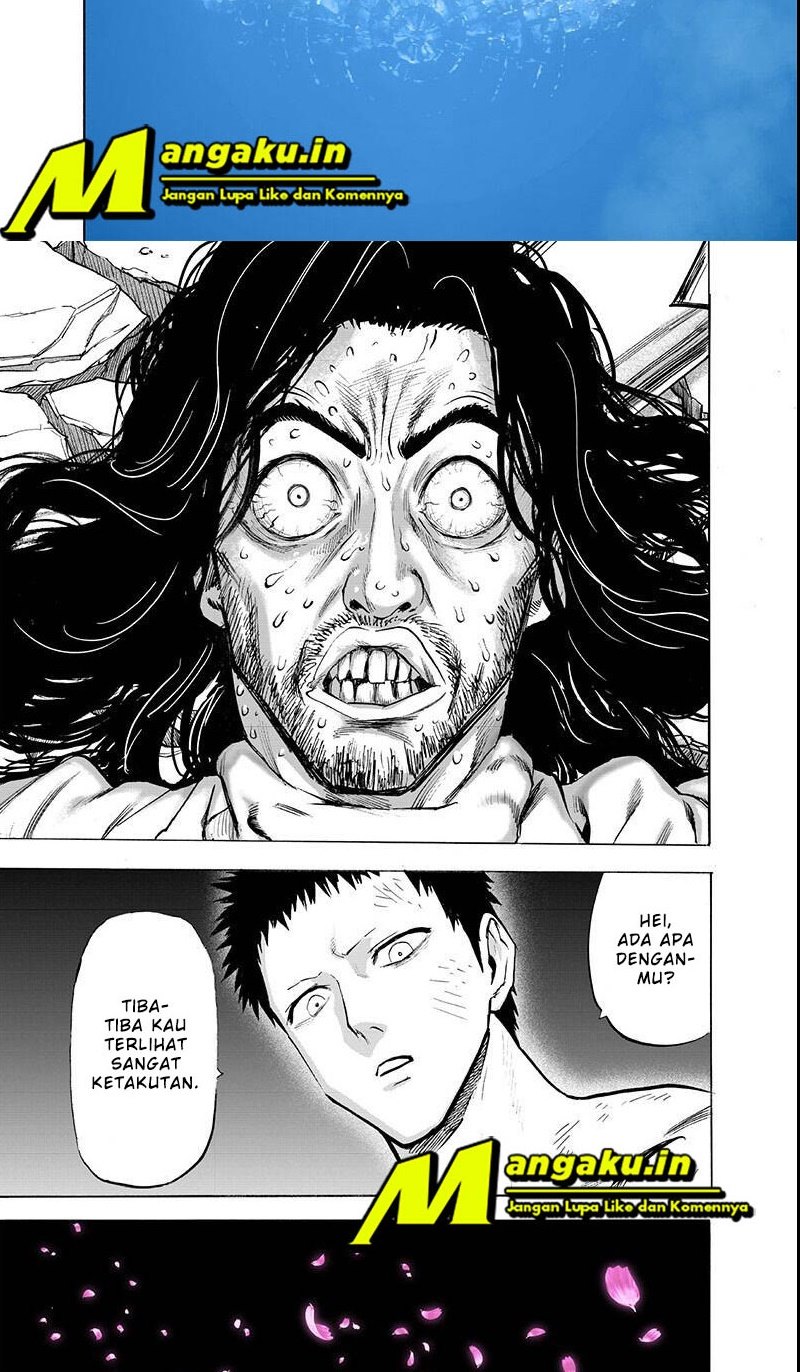 Mangaku.in
Jangan Lupa Like dan Komennya
HEI,
ADA APA
DENGAN-
MU?
TIBA-
TIBA KAU
TERLIHAT
SANGAT
KETAKUTAN.
Mangaku.in
Jangan Lupa Like dan Komennya